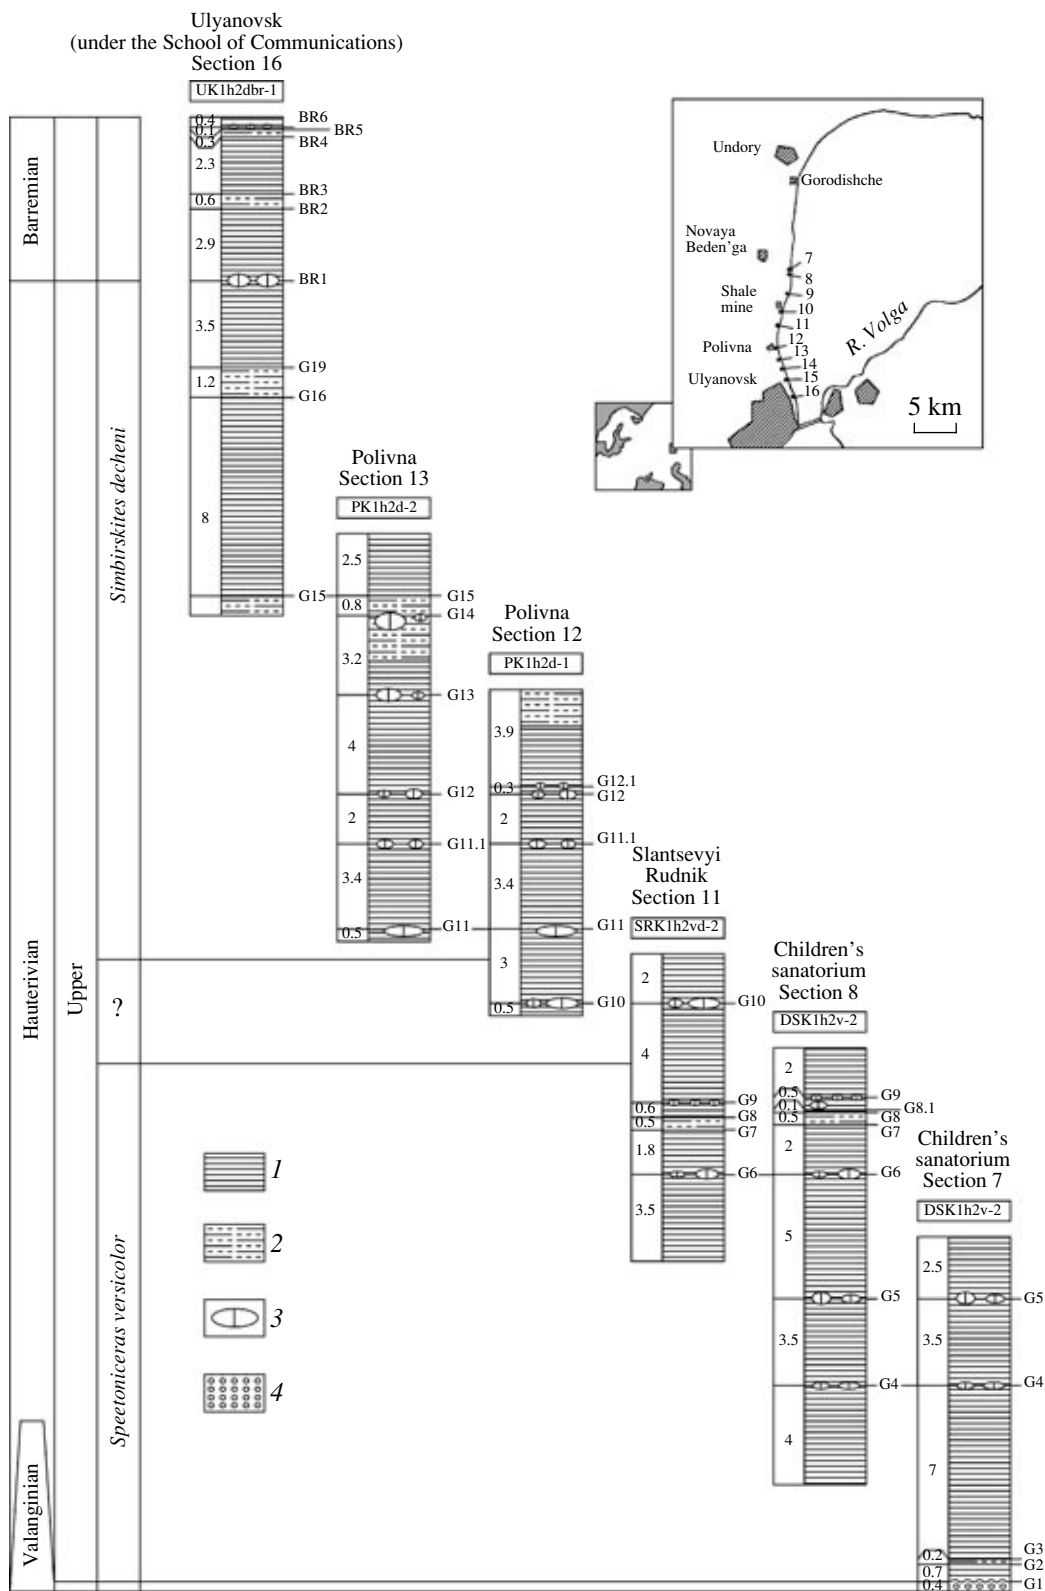 Ulyanovsk
(under the School of Communications)
Section 16
UK1h2dbr-1
0.4
0.1
0.3
2.3
0.6
2.9
3.5
1.2
8
BR6
BR5
BR4
BR3
BR2
BR1
G19
G16
G15
Barremian
Hauterivian
Valanginian
Upper
Simbirskites decheni
?
Speetoniceras versicolor
Undory
Gorodishche
Novaya
Beden'ga
Shale
mine
Polivna
Ulyanovsk
7
8
9
10
11
12
13
14
15
16
R. Volga
5 km
Polivna
Section 13
PK1h2d-2
2.5
0.8
3.2
4
2
3.4
0.5
G15
G14
G13
G12
G11.1
G11
Polivna
Section 12
PK1h2d-1
3.9
0.3
2
3.4
3
0.5
G12.1
G12
G11.1
G11
G10
Slantsevyi
Rudnik
Section 11
SRK1h2vd-2
2
4
0.6
0.5
1.8
3.5
G10
G9
G8
G7
G6
Children's
sanatorium
Section 8
DSK1h2v-2
2
0.5
0.1
0.5
2
5
3.5
4
G9
G8.1
G8
G7
G6
G5
G4
Children's
sanatorium
Section 7
DSK1h2v-2
2.5
3.5
7
0.2
0.7
0.4
G5
G4
G3
G2
G1
1
2
3
4